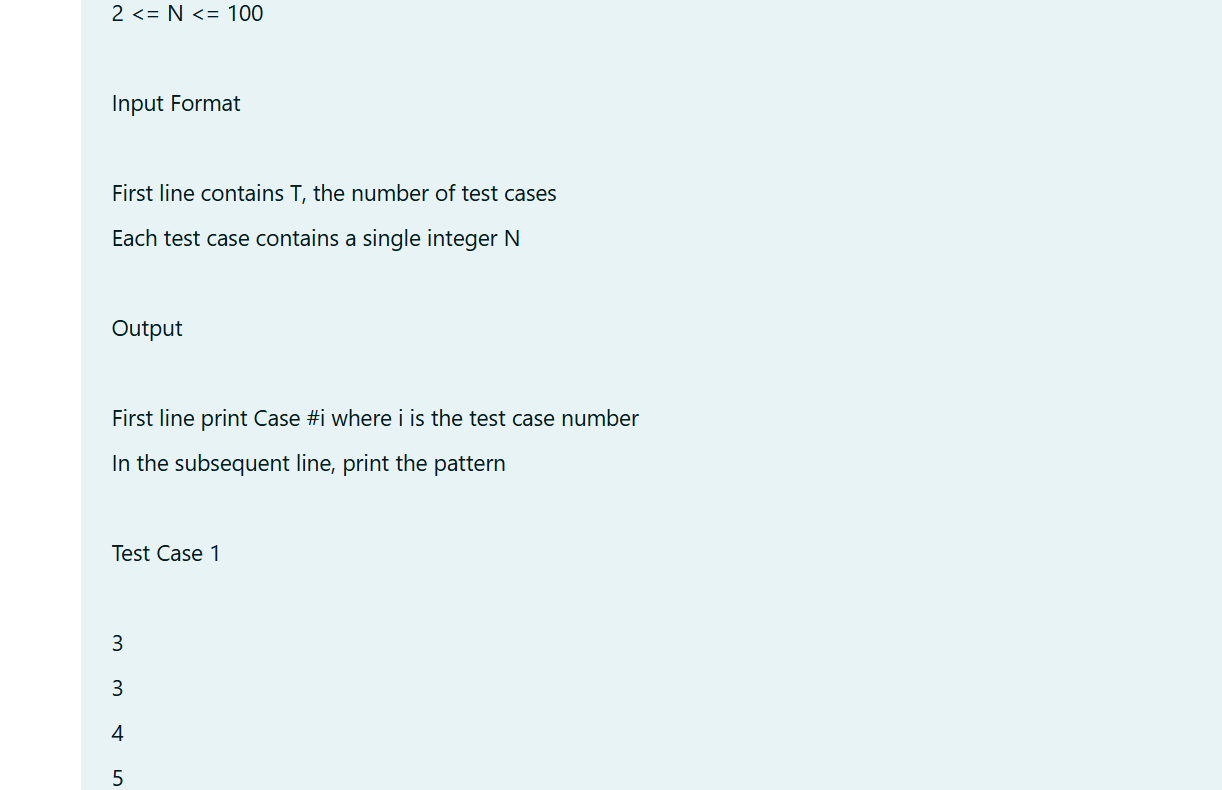 2 <= N <= 100
Input Format
First line contains T, the number of test cases
Each test case contains a single integer N
Output
First line print Case #i where i is the test case number
In the subsequent line, print the pattern
Test Case 1
3
3
4
5